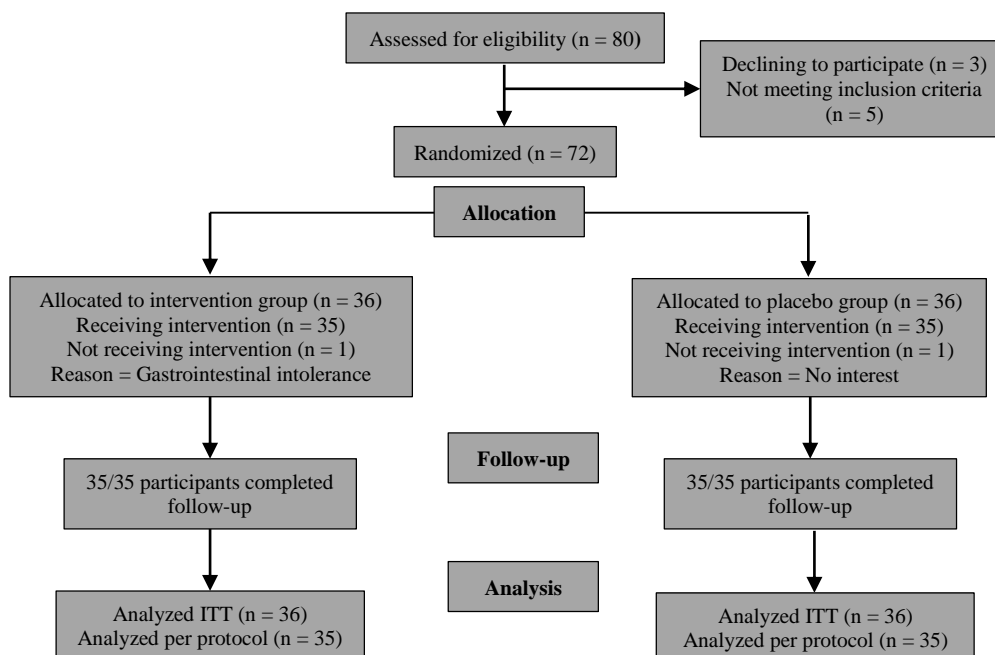 Assessed for eligibility (n = 80)
Declining to participate (n = 3)
Not meeting inclusion criteria
(n = 5)
Randomized (n = 72)
Allocation
Allocated to intervention group (n = 36)
Receiving intervention (n = 35)
Not receiving intervention (n = 1)
Reason = Gastrointestinal intolerance
Allocated to placebo group (n = 36)
Receiving intervention (n = 35)
Not receiving intervention (n = 1)
Reason = No interest
Follow-up
35/35 participants completed
follow-up
35/35 participants completed
follow-up
Analysis
Analyzed ITT (n = 36)
Analyzed per protocol (n = 35)
Analyzed ITT (n = 36)
Analyzed per protocol (n = 35)